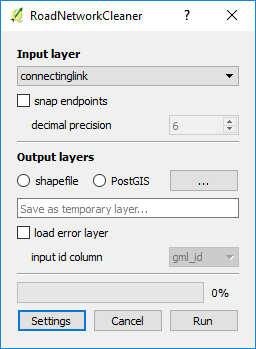 RoadNetworkCleaner ?
Input layer
connectinglink
snap endpoints
decimal precision 6
Output layers
shapefile PostGIS ...
Save as temporary layer...
load error layer
input id column gml_id
0%
Settings Cancel Run